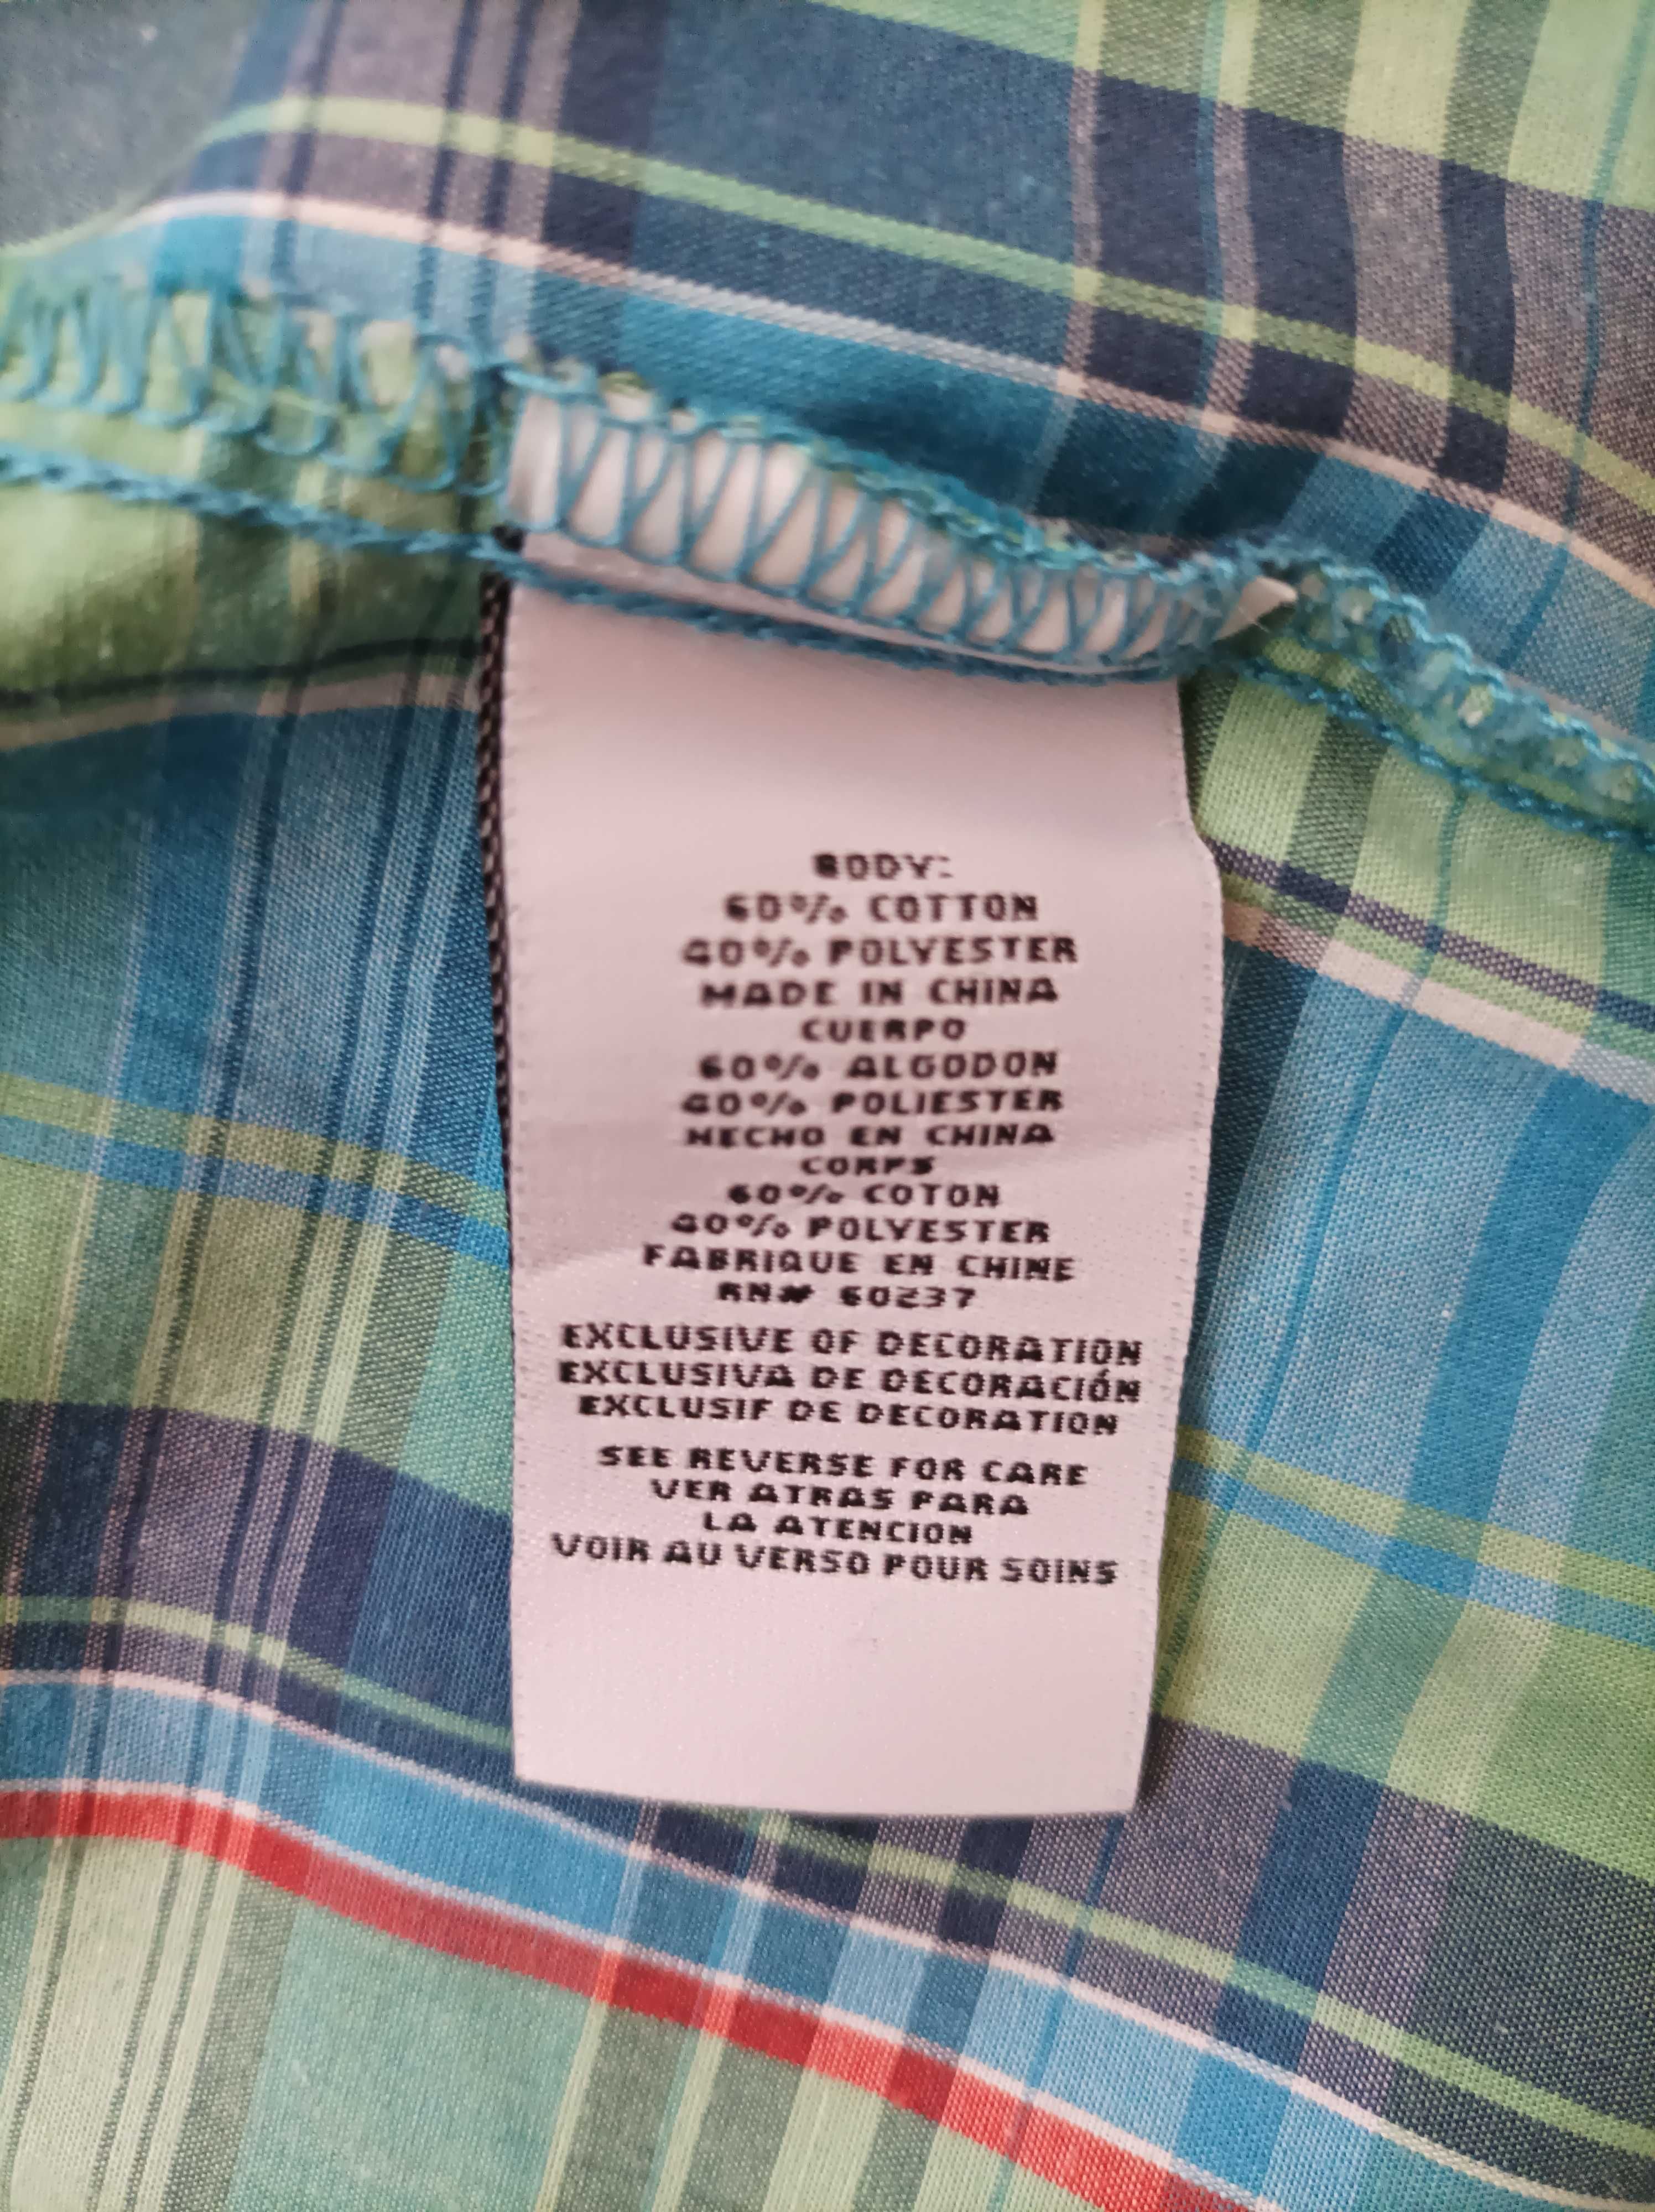 BODY:
60% COTTON
40% POLYESTER
MADE IN CHINA
CUERPO
60% ALGODON
40% POLIESTER
HECHO EN CHINA
CORPS
60% COTON
40% POLYESTER
FABRIQUE EN CHINE
RN# 60237
EXCLUSIVE OF DECORATION
EXCLUSIVA DE DECORACIÓN
EXCLUSIF DE DECORATION
SEE REVERSE FOR CARE
VER ATRAS PARA
LA ATENCION
VOIR AU VERSO POUR SOINS